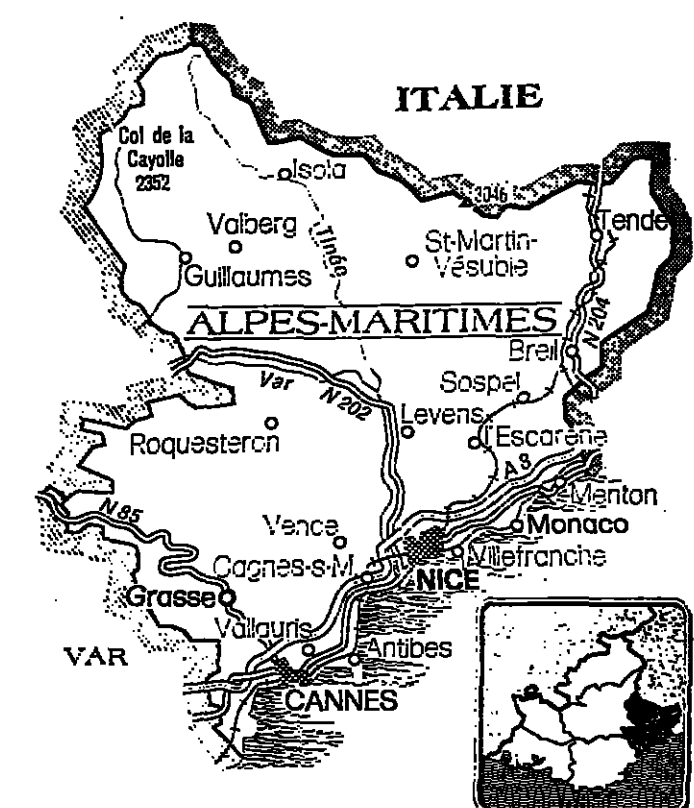 ITALIE
Col de la
Cayolle
2352
Isola
3046
Valberg
Tinée
St-Martin-
Vésubie
Tende
Guillaumes
ALPES-MARITIMES
N 204
Breil
Var
N 202
Sospel
Levens
l'Escarène
Roquesteron
A 8
Menton
N 85
Vence
Monaco
Cagnes-s-M.
Villefranche
NICE
Grasse
Vallauris
Antibes
VAR
CANNES